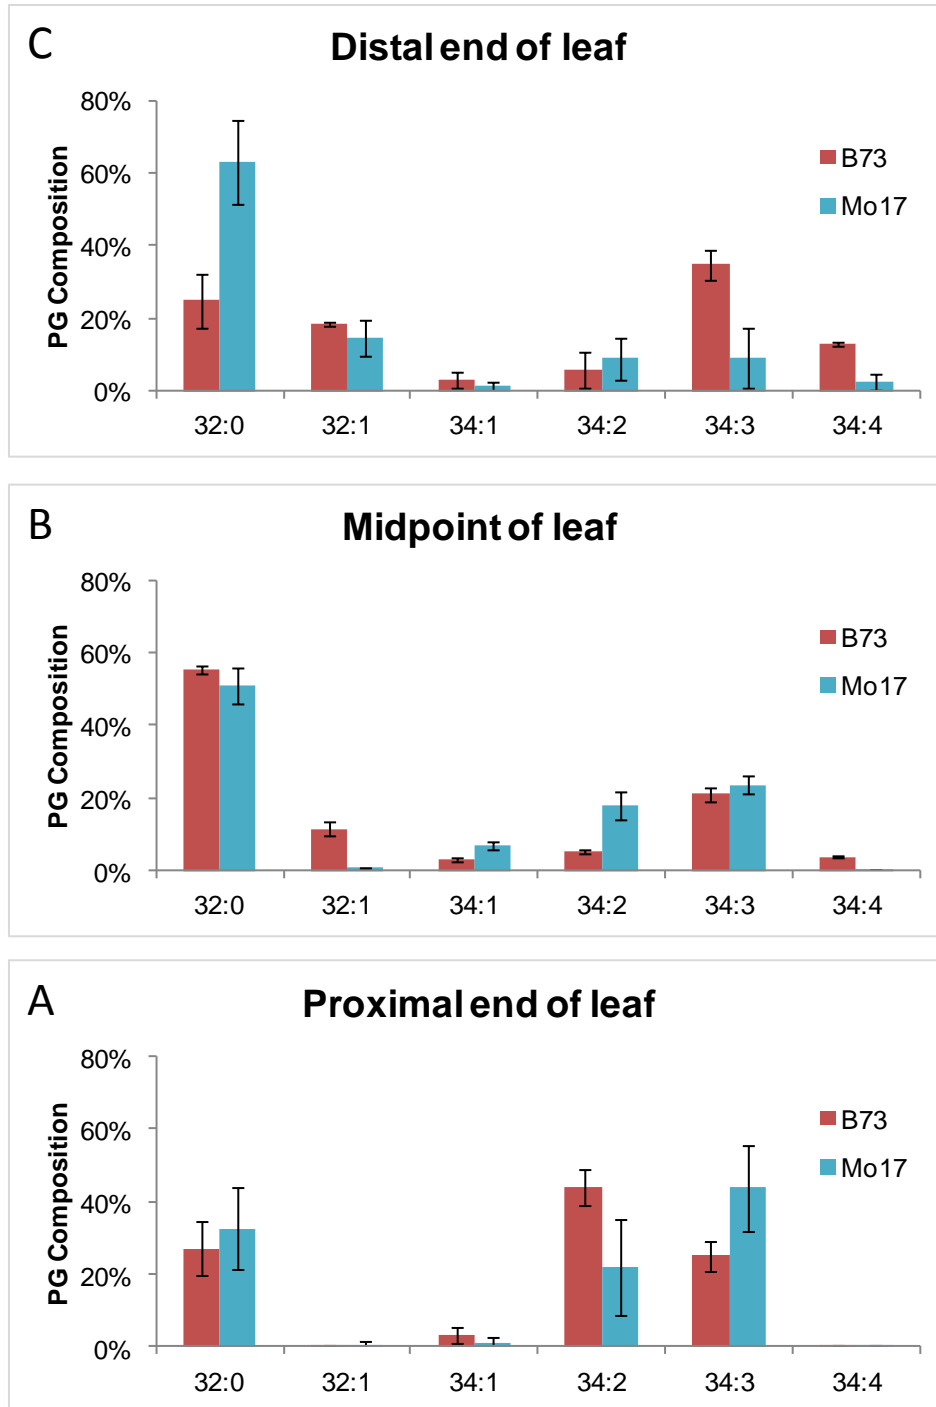 C
Distal end of leaf
PG Composition
80%
60%
40%
20%
0%
B73
Mo17
32:0 32:1 34:1 34:2 34:3 34:4
B
Midpoint of leaf
PG Composition
80%
60%
40%
20%
0%
B73
Mo17
32:0 32:1 34:1 34:2 34:3 34:4
A
Proximal end of leaf
PG Composition
80%
60%
40%
20%
0%
B73
Mo17
32:0 32:1 34:1 34:2 34:3 34:4